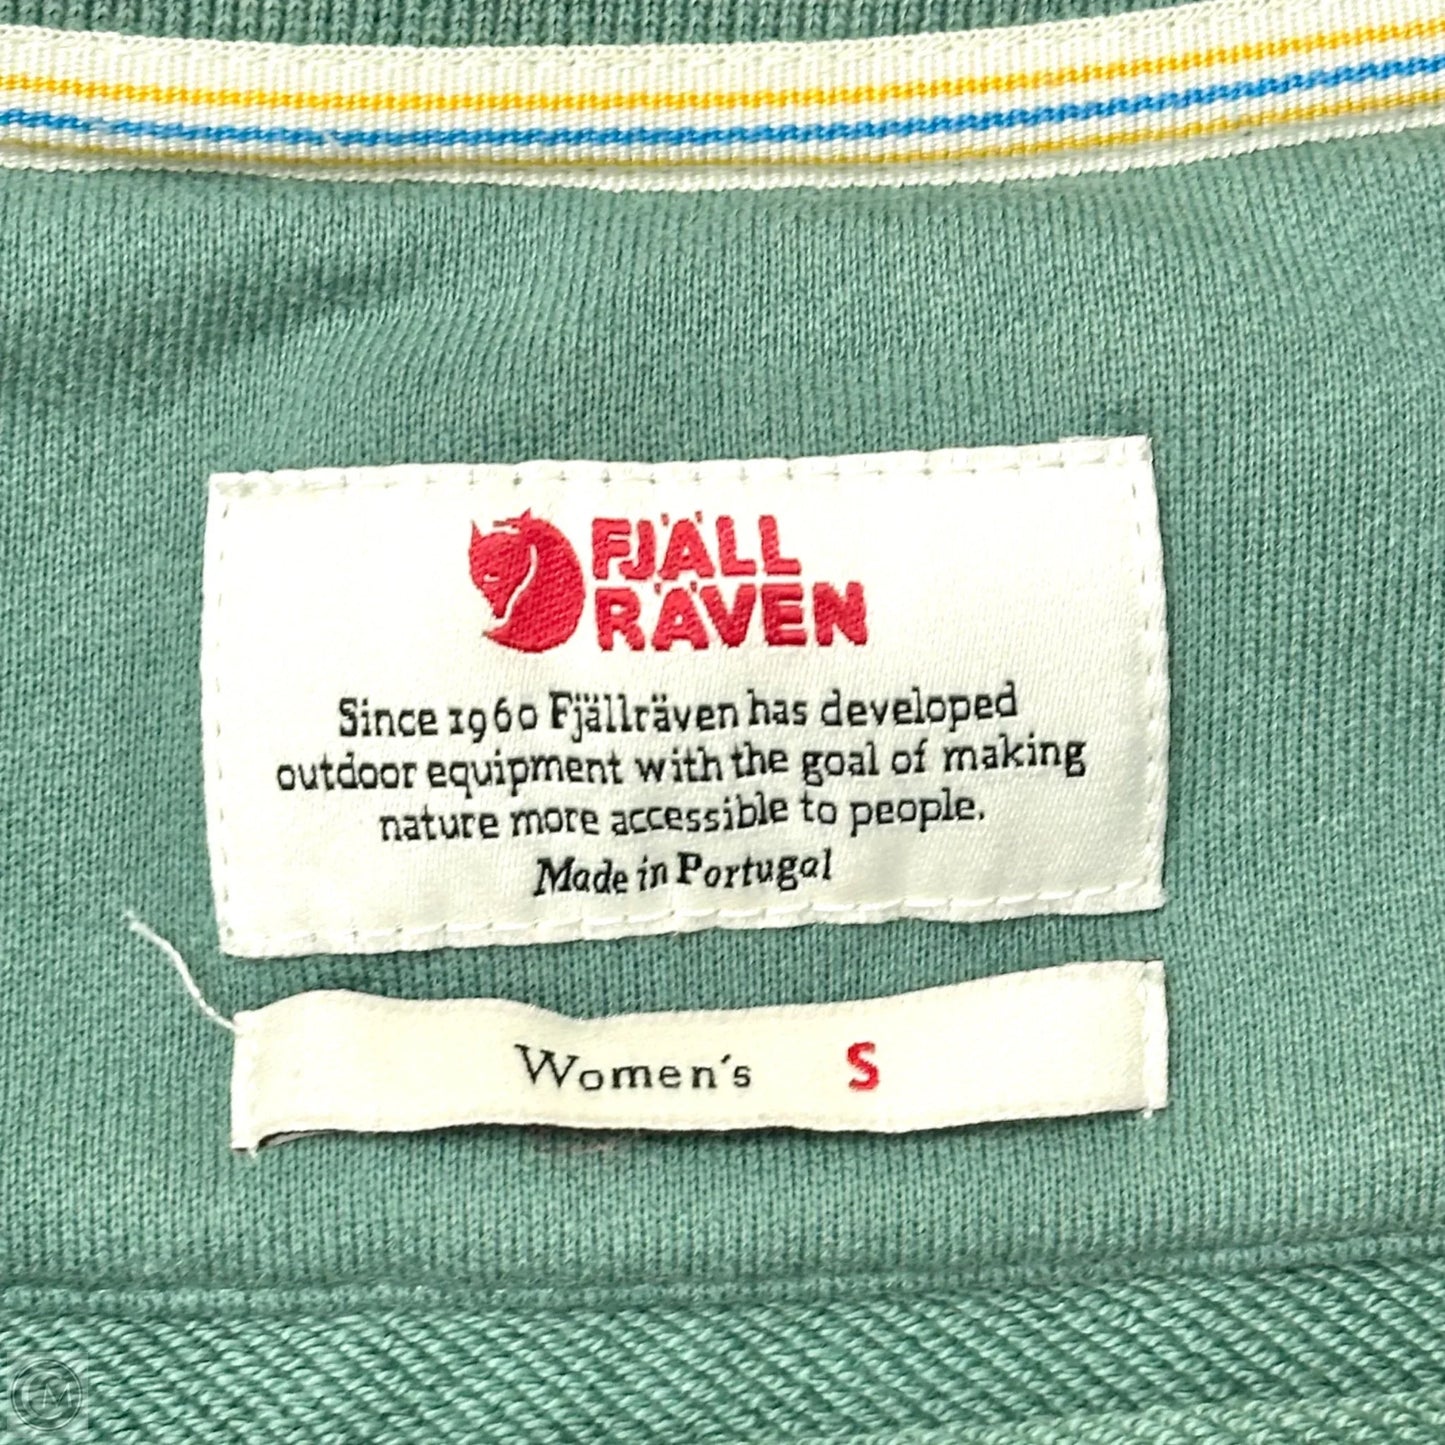 FJÄLL
RÄVEN
Since 1960 Fjällräven has developed
outdoor equipment with the goal of making
nature more accessible to people.
Made in Portugal
Women's S